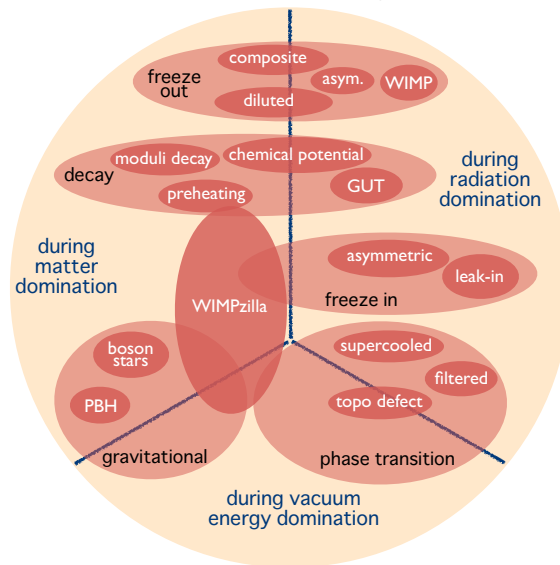 composite
freeze
out
asym.
WIMP
diluted
moduli decay
chemical potential
decay
preheating
GUT
during
radiation
domination
during
matter
domination
asymmetric
leak-in
freeze in
WIMPzilla
boson
stars
supercooled
filtered
PBH
topo defect
gravitational
phase transition
during vacuum
energy domination